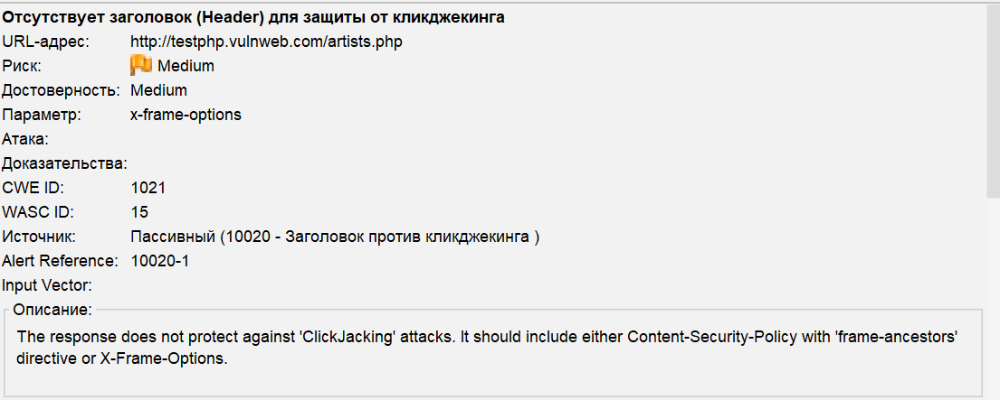 Отсутствует заголовок (Header) для защиты от кликджекинга
URL-адрес: http://testphp.vulnweb.com/artists.php
Риск: Medium
Достоверность: Medium
Параметр: x-frame-options
Атака:
Доказательства:
CWE ID: 1021
WASC ID: 15
Источник: Пассивный (10020 - Заголовок против кликджекинга )
Alert Reference: 10020-1
Input Vector:
Описание:
The response does not protect against 'ClickJacking' attacks. It should include either Content-Security-Policy with 'frame-ancestors'
directive or X-Frame-Options.